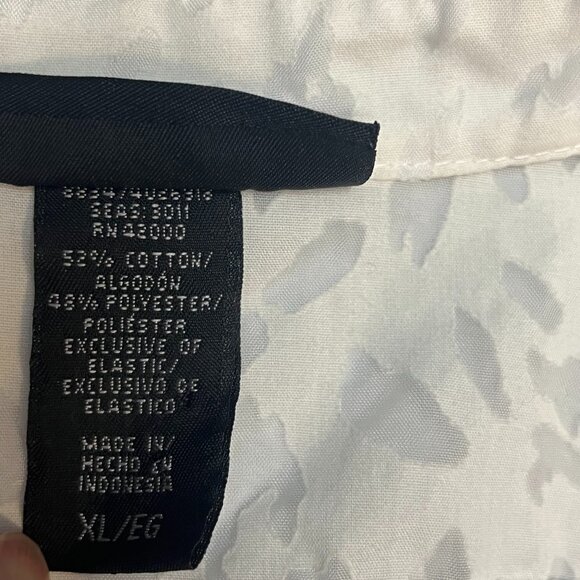 SEAS: 3011
RN 43000
52% COTTON/
ALGODÓN
48% POLYESTER/
POLIÉSTER
EXCLUSIVE OF
ELASTIC/
EXCLUSIVO DE
ELASTICO
MADE IN/
HECHO EN
INDONESIA
XL/EG